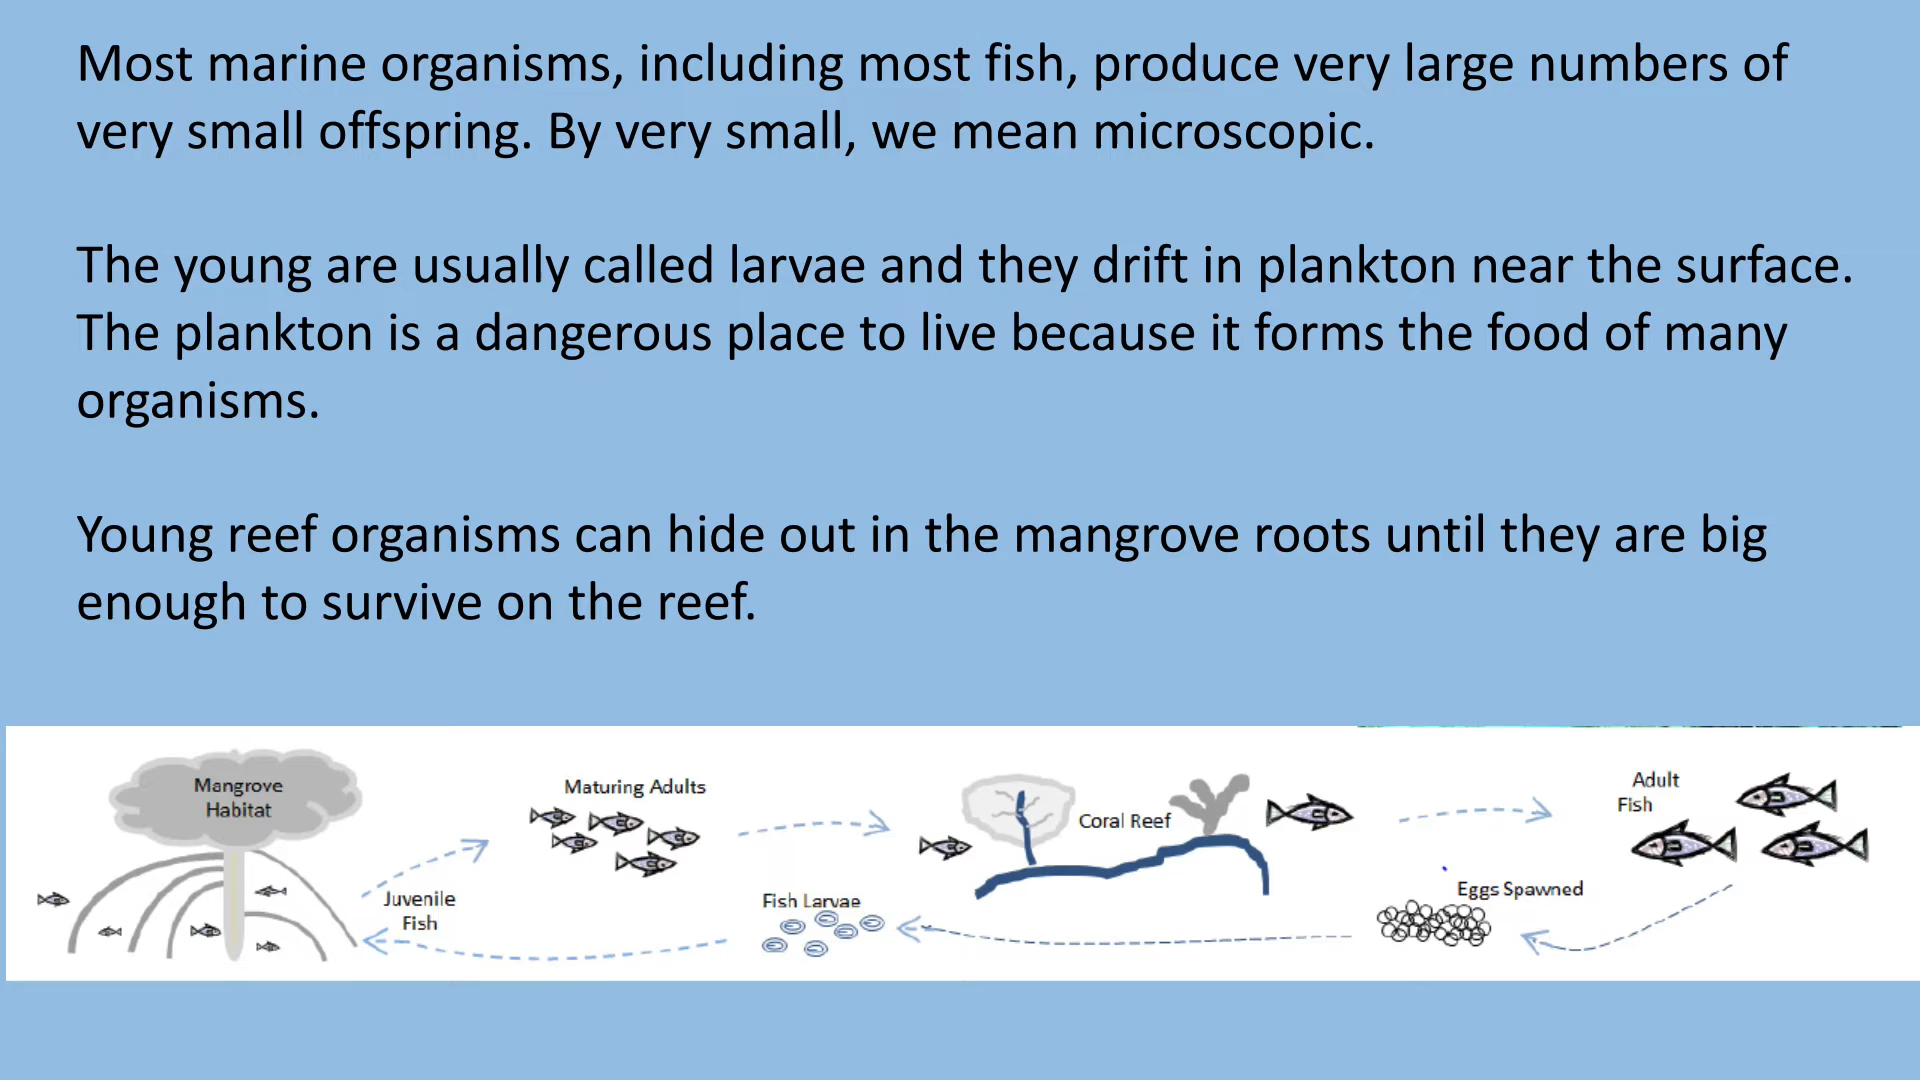 Most marine organisms, including most fish, produce very large numbers of
very small offspring. By very small, we mean microscopic.
The young are usually called larvae and they drift in plankton near the surface.
The plankton is a dangerous place to live because it forms the food of many
organisms.
Young reef organisms can hide out in the mangrove roots until they are big
enough to survive on the reef.
Mangrove
Habitat
Juvenile
Fish
Maturing Adults
Fish Larvae
Coral Reef
Eggs Spawned
Adult
Fish